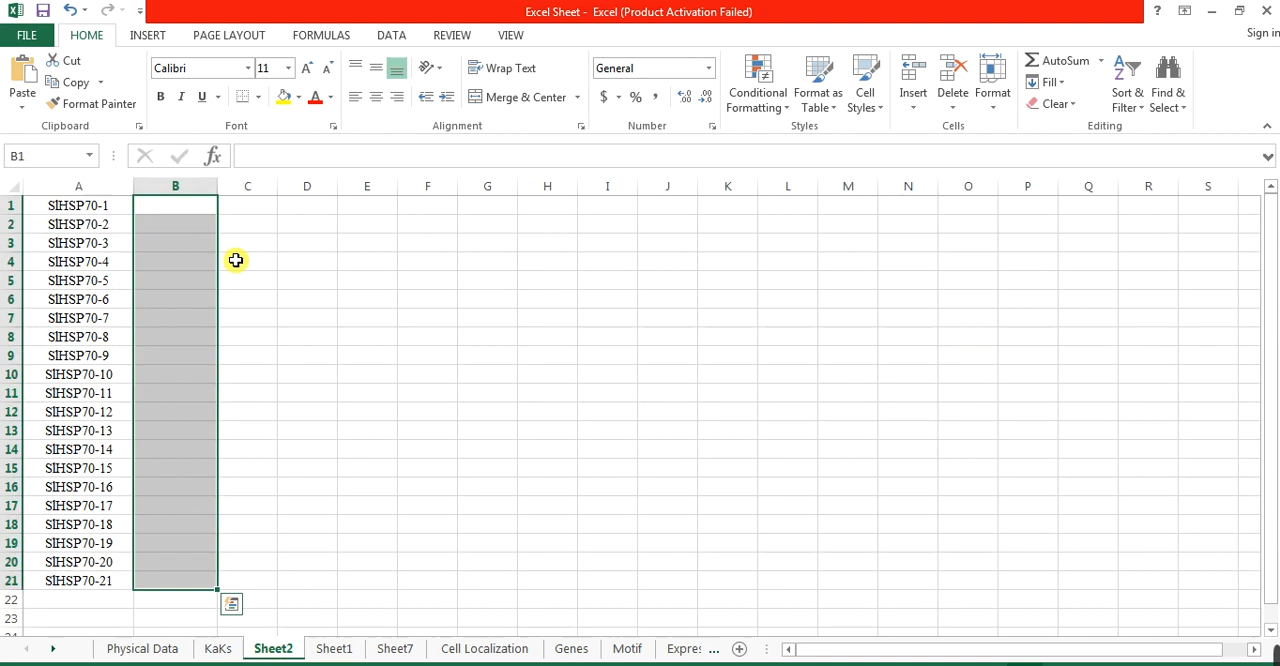 Excel Sheet - Excel (Product Activation Failed)
?
FILE HOME INSERT PAGE LAYOUT FORMULAS DATA REVIEW VIEW
Sign in
Paste
Cut
Copy
Format Painter
Clipboard
Calibri 11
B I U A
Font
Wrap Text
Merge & Center
Alignment
General
$ % ,
Number
Conditional Formatting
Format as Table
Cell Styles
Styles
Insert Delete Format
Cells
AutoSum
Fill
Clear
Sort & Filter
Find & Select
Editing
B1
fx
A B C D E F G H I J K L M N O P Q R S
1 SlHSP70-1
2 SlHSP70-2
3 SlHSP70-3
4 SlHSP70-4
5 SlHSP70-5
6 SlHSP70-6
7 SlHSP70-7
8 SlHSP70-8
9 SlHSP70-9
10 SlHSP70-10
11 SlHSP70-11
12 SlHSP70-12
13 SlHSP70-13
14 SlHSP70-14
15 SlHSP70-15
16 SlHSP70-16
17 SlHSP70-17
18 SlHSP70-18
19 SlHSP70-19
20 SlHSP70-20
21 SlHSP70-21
22
23
Physical Data KaKs Sheet2 Sheet1 Sheet7 Cell Localization Genes Motif Expre: ...